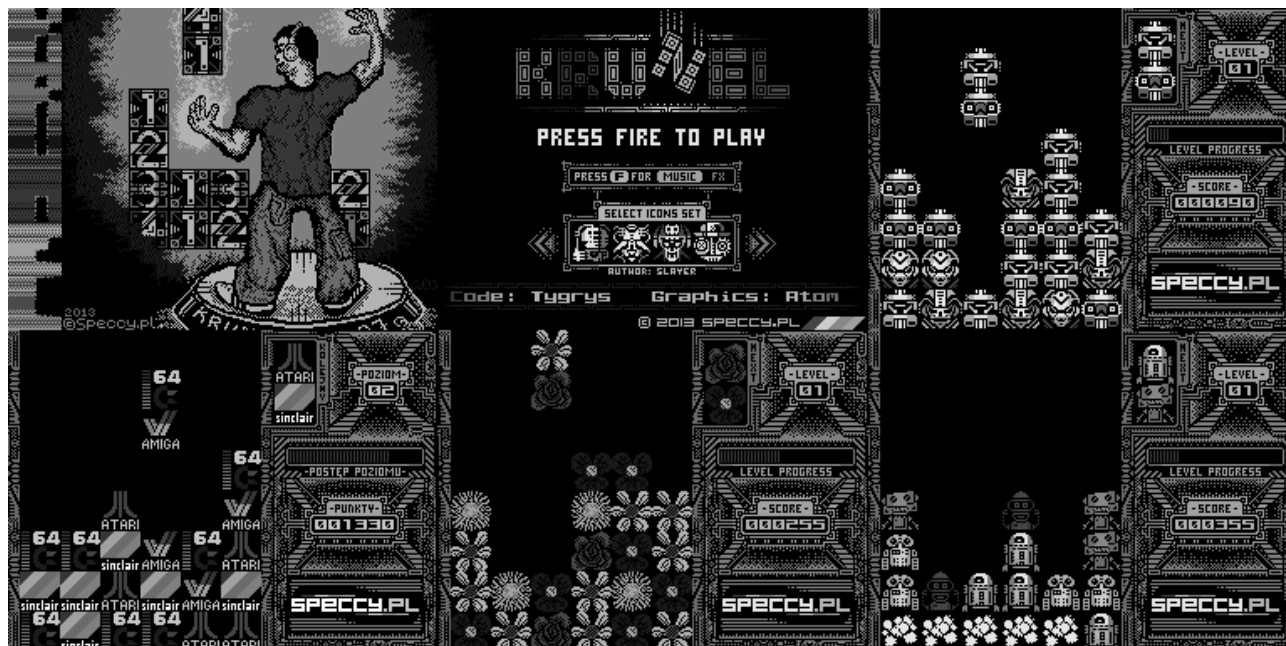 2013
©Speccy.pl
KRUNEL
PRESS FIRE TO PLAY
PRESS F FOR MUSIC FX
SELECT ICONS SET
AUTHOR: SLAYER
Code: Tygrys Graphics: Atom
© 2013 SPECCY.PL
NEXT
-LEVEL-
01
LEVEL PROGRESS
-SCORE-
000090
SPECCY.PL
64
AMIGA
64
ATARI
AMIGA
64 64 64
sinclair AMIGA ATARI
sinclair sinclair ATARI sinclair AMIGA sinclair
64 64
sinclair ATARI ATARI
ATARI
sinclair
KOLEJNY
-POZIOM-
02
-POSTĘP POZIOMU-
-PUNKTY-
001330
SPECCY.PL
NEXT
-LEVEL-
01
LEVEL PROGRESS
-SCORE-
000255
SPECCY.PL
NEXT
-LEVEL-
01
LEVEL PROGRESS
-SCORE-
000355
SPECCY.PL